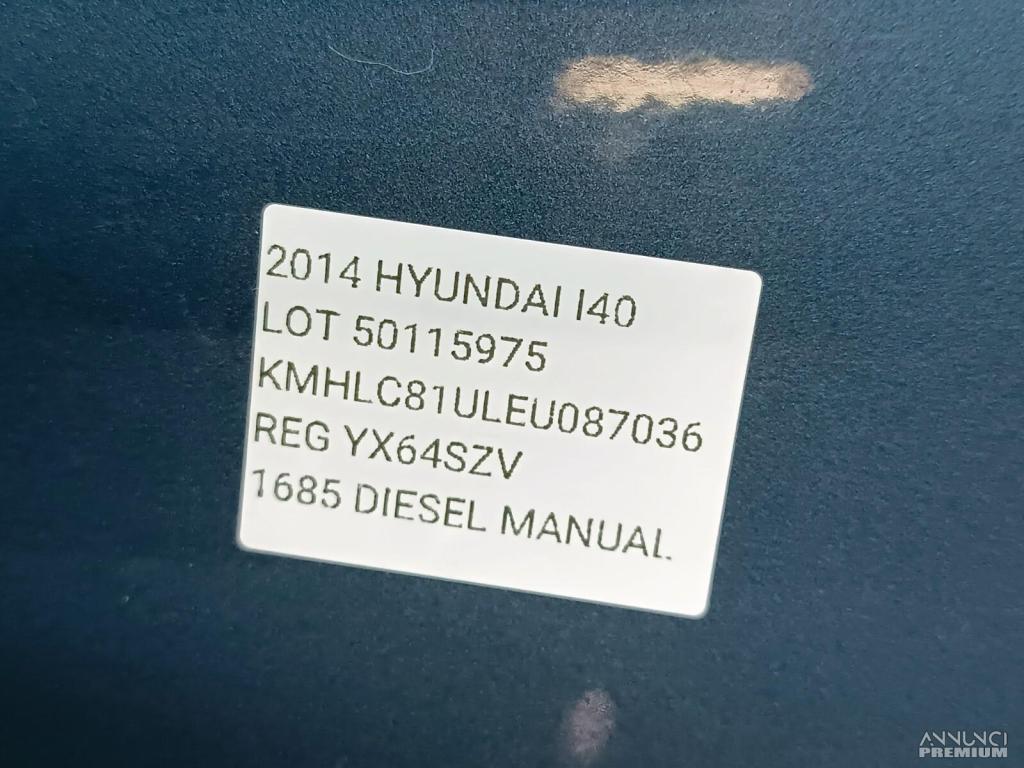 2014 HYUNDAI I40
LOT 50115975
KMHLC81ULEU087036
REG YX64SZV
1685 DIESEL MANUAL
ANNUNCI
PREMIUM